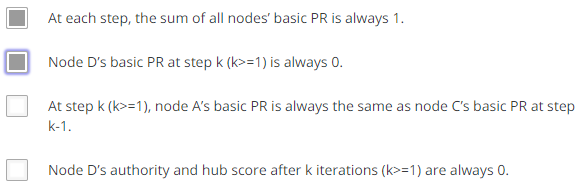 At each step, the sum of all nodes’ basic PR is always 1.
Node D’s basic PR at step k (k>=1) is always 0.
At step k (k>=1), node A’s basic PR is always the same as node C’s basic PR at step
k-1.
Node D’s authority and hub score after k iterations (k>=1) are always 0.